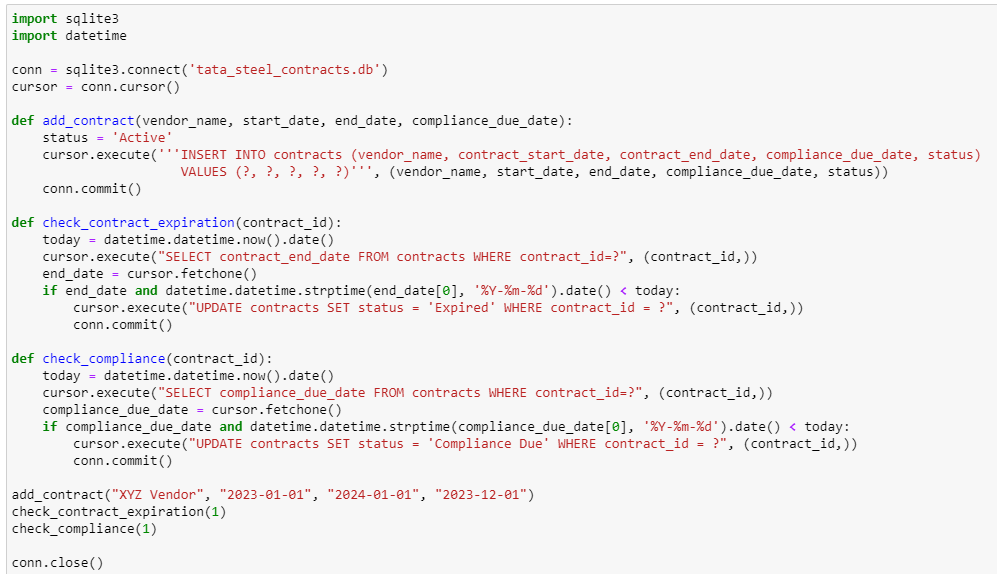 import sqlite3
import datetime

conn = sqlite3.connect('tata_steel_contracts.db')
cursor = conn.cursor()

def add_contract(vendor_name, start_date, end_date, compliance_due_date):
    status = 'Active'
    cursor.execute('''INSERT INTO contracts (vendor_name, contract_start_date, contract_end_date, compliance_due_date, status)
                      VALUES (?, ?, ?, ?, ?)''', (vendor_name, start_date, end_date, compliance_due_date, status))
    conn.commit()

def check_contract_expiration(contract_id):
    today = datetime.datetime.now().date()
    cursor.execute("SELECT contract_end_date FROM contracts WHERE contract_id=?", (contract_id,))
    end_date = cursor.fetchone()
    if end_date and datetime.datetime.strptime(end_date[0], '%Y-%m-%d').date() < today:
        cursor.execute("UPDATE contracts SET status = 'Expired' WHERE contract_id = ?", (contract_id,))
        conn.commit()

def check_compliance(contract_id):
    today = datetime.datetime.now().date()
    cursor.execute("SELECT compliance_due_date FROM contracts WHERE contract_id=?", (contract_id,))
    compliance_due_date = cursor.fetchone()
    if compliance_due_date and datetime.datetime.strptime(compliance_due_date[0], '%Y-%m-%d').date() < today:
        cursor.execute("UPDATE contracts SET status = 'Compliance Due' WHERE contract_id = ?", (contract_id,))
        conn.commit()

add_contract("XYZ Vendor", "2023-01-01", "2024-01-01", "2023-12-01")
check_contract_expiration(1)
check_compliance(1)

conn.close()